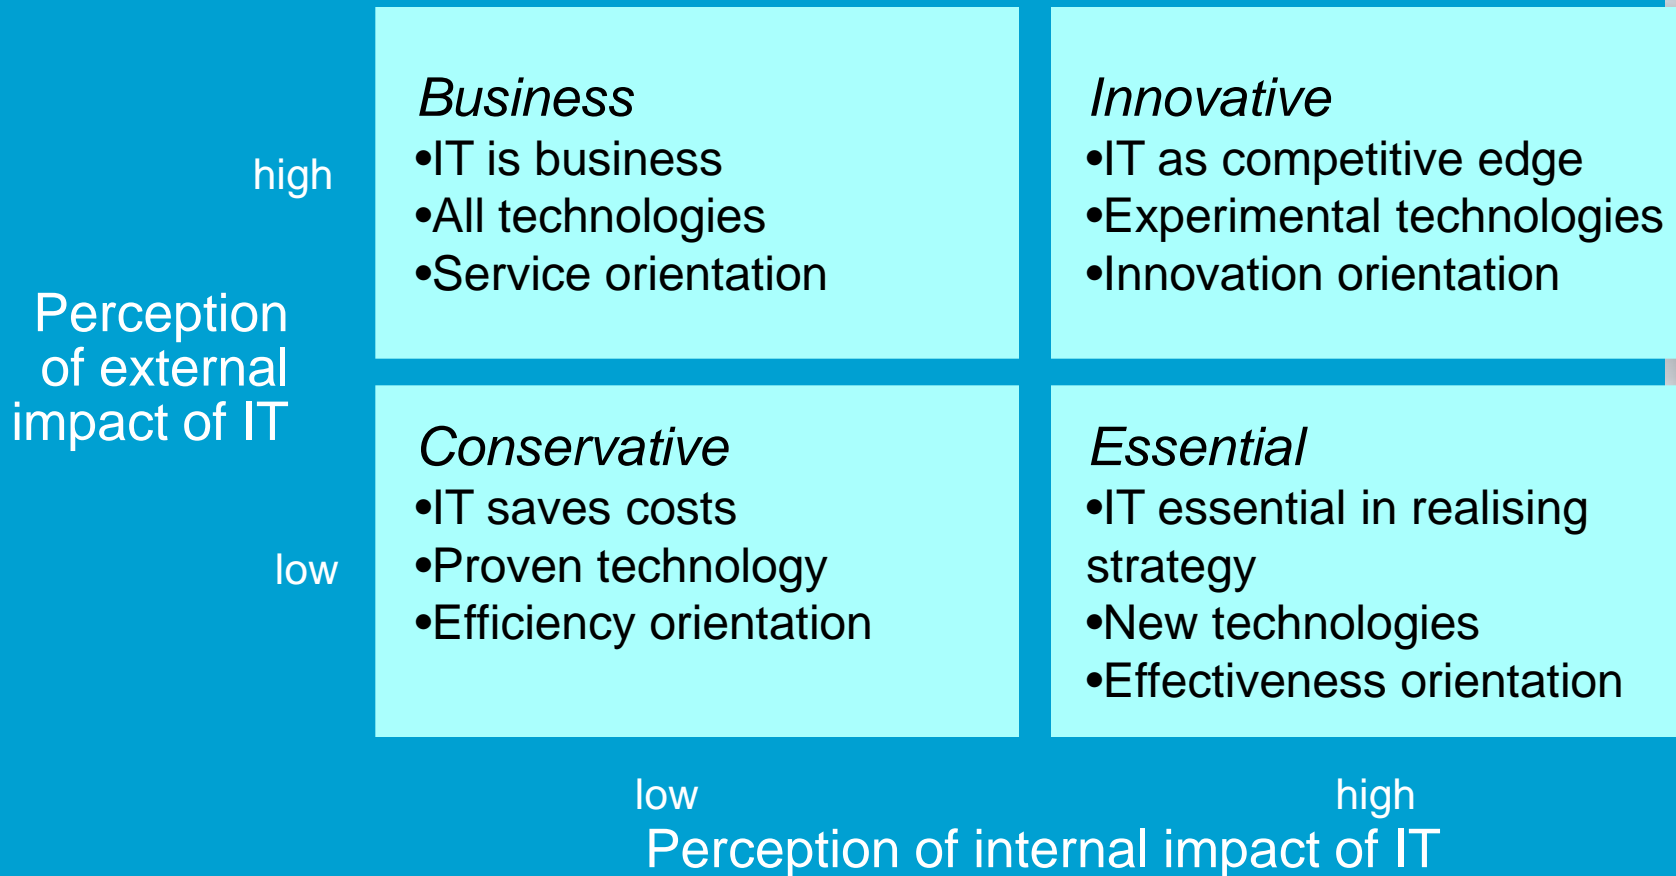 Business
•IT is business
•All technologies
•Service orientation
Innovative
•IT as competitive edge
•Experimental technologies
•Innovation orientation
high
Perception
of external
impact of IT
Conservative
•IT saves costs
•Proven technology
•Efficiency orientation
Essential
•IT essential in realising
strategy
•New technologies
•Effectiveness orientation
low
low
high
Perception of internal impact of IT